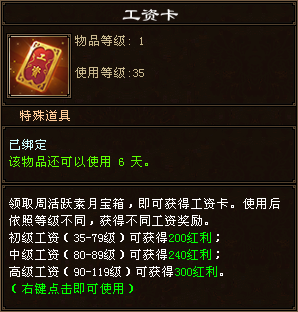 工资卡
工资
物品等级: 1
使用等级:35
特殊道具
已绑定
该物品还可以使用 6 天。
领取周活跃素月宝箱,即可获得工资卡。使用后
依照等级不同,获得不同工资奖励。
初级工资(35-79级)可获得200红利;
中级工资(80-89级)可获得240红利;
高级工资(90-119级)可获得300红利。
(右键点击即可使用)